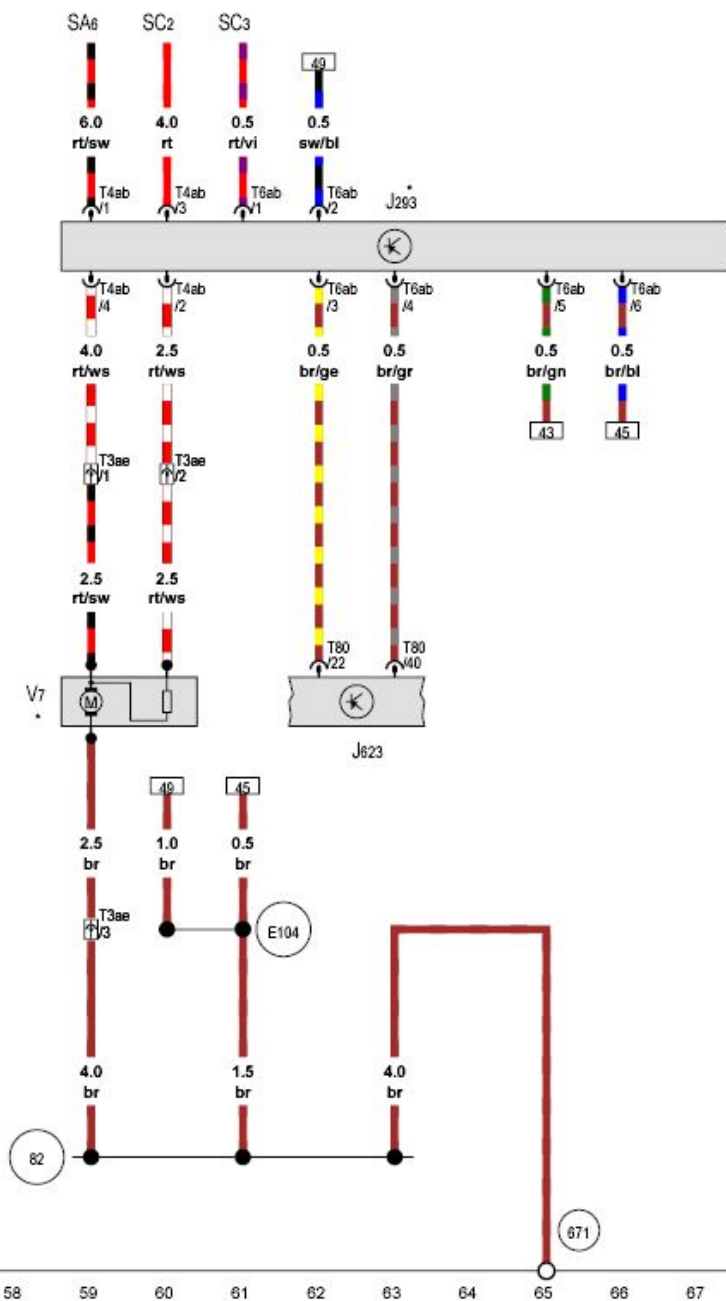 SA6 SC2 SC3
49
6.0 4.0 0.5 0.5
rt/sw rt rt/vi sw/bl
T4ab T4ab T6ab T6ab J293 *
/1 /3 /1 /2
T4ab T4ab T6ab T6ab T6ab T6ab
/4 /2 /3 /4 /5 /6
4.0 2.5 0.5 0.5 0.5 0.5
rt/ws rt/ws br/ge br/gr br/gn br/bl
43 45
T3ae T3ae
/1 /2
2.5 2.5
rt/sw rt/ws
T80 T80
/22 /40
V7 M
*
J623
49 45
2.5 1.0 0.5
br br br
T3ae
/3 E104
4.0 1.5 4.0
br br br
82
671
58 59 60 61 62 63 64 65 66 67